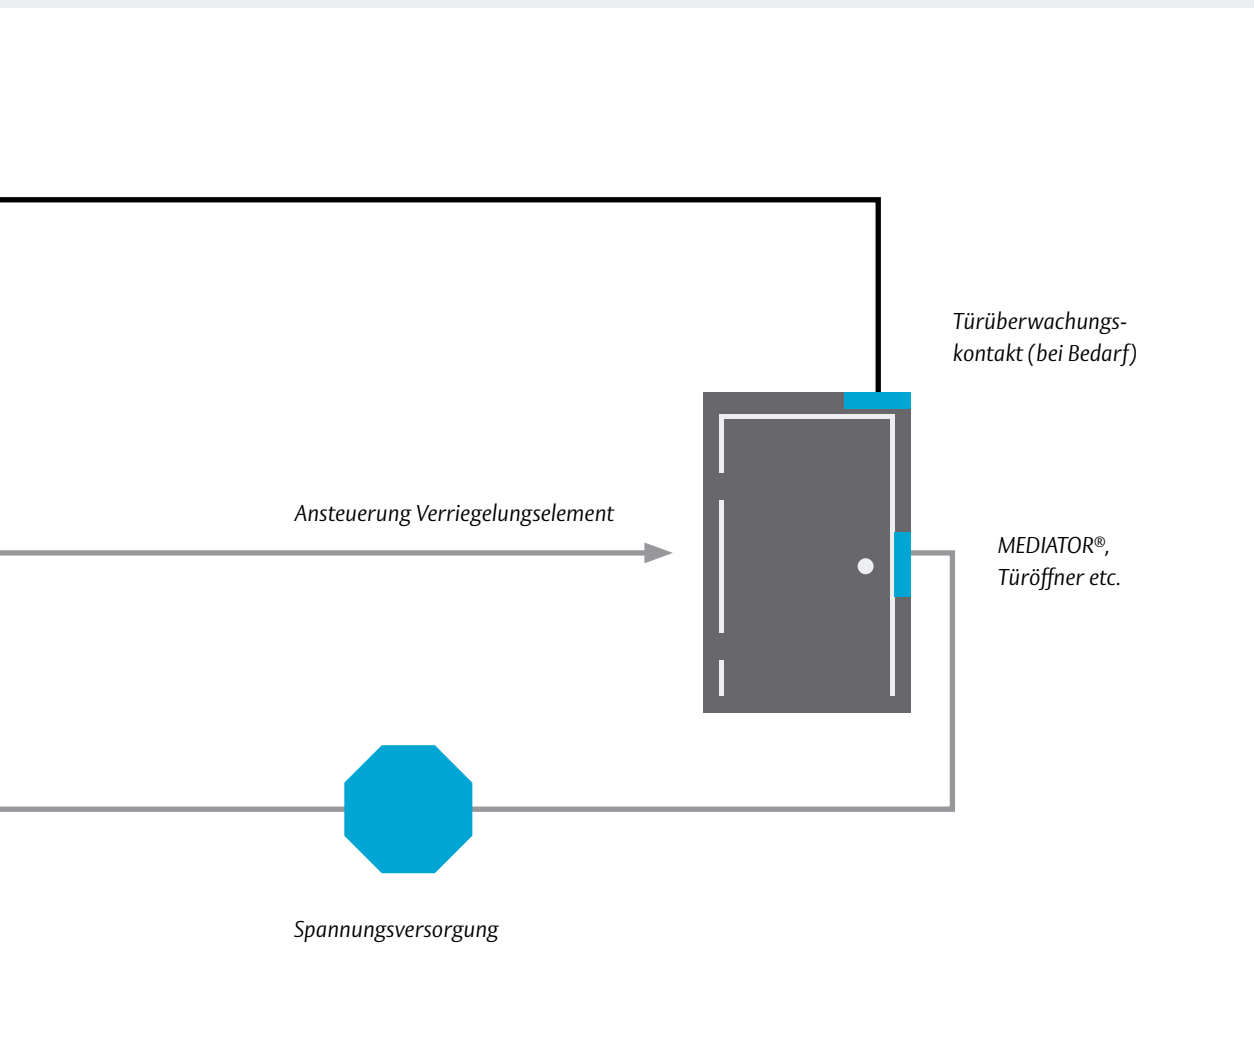 Türüberwachungs-
kontakt (bei Bedarf)
Ansteuerung Verriegelungselement
MEDIATOR®,
Türöffner etc.
Spannungsversorgung